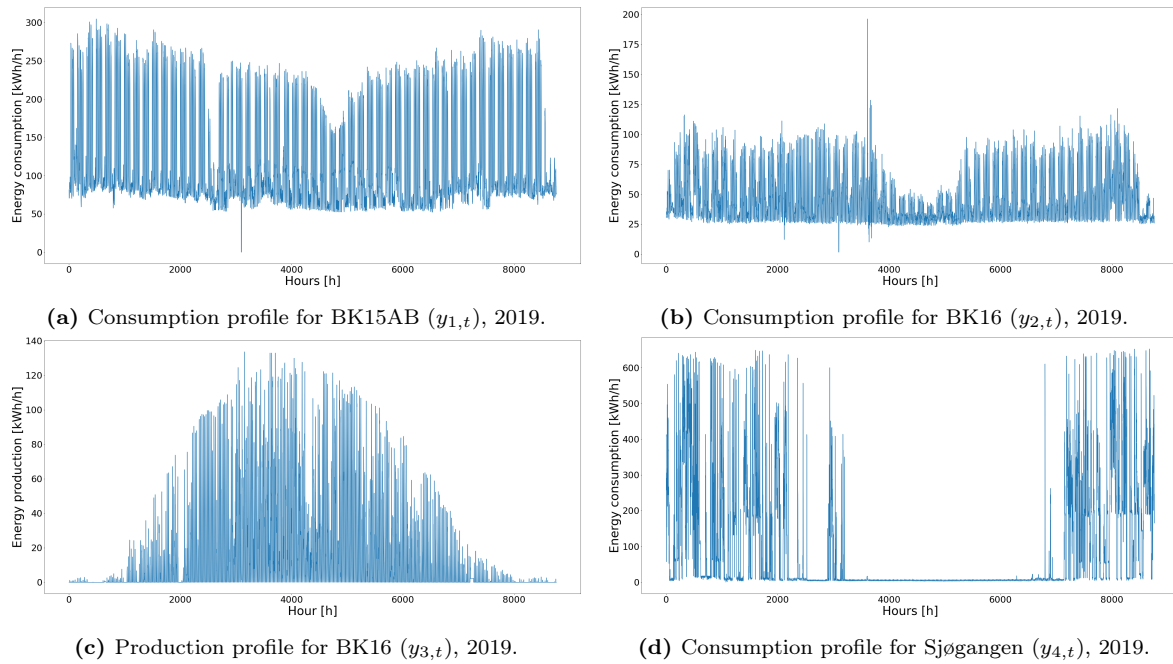 300
250
200
150
100
50
0
Energy consumption [kWh/h]
0 2000 4000 6000 8000
Hours [h]
(a) Consumption profile for BK15AB (y1,t), 2019.
200
175
150
125
100
75
50
25
0
Energy consumption [kWh/h]
0 2000 4000 6000 8000
Hours [h]
(b) Consumption profile for BK16 (y2,t), 2019.
140
120
100
80
60
40
20
0
Energy production [kWh/h]
0 2000 4000 6000 8000
Hour [h]
(c) Production profile for BK16 (y3,t), 2019.
600
500
400
300
200
100
0
Energy consumption [kWh/h]
0 2000 4000 6000 8000
Hours [h]
(d) Consumption profile for Sjøgangen (y4,t), 2019.